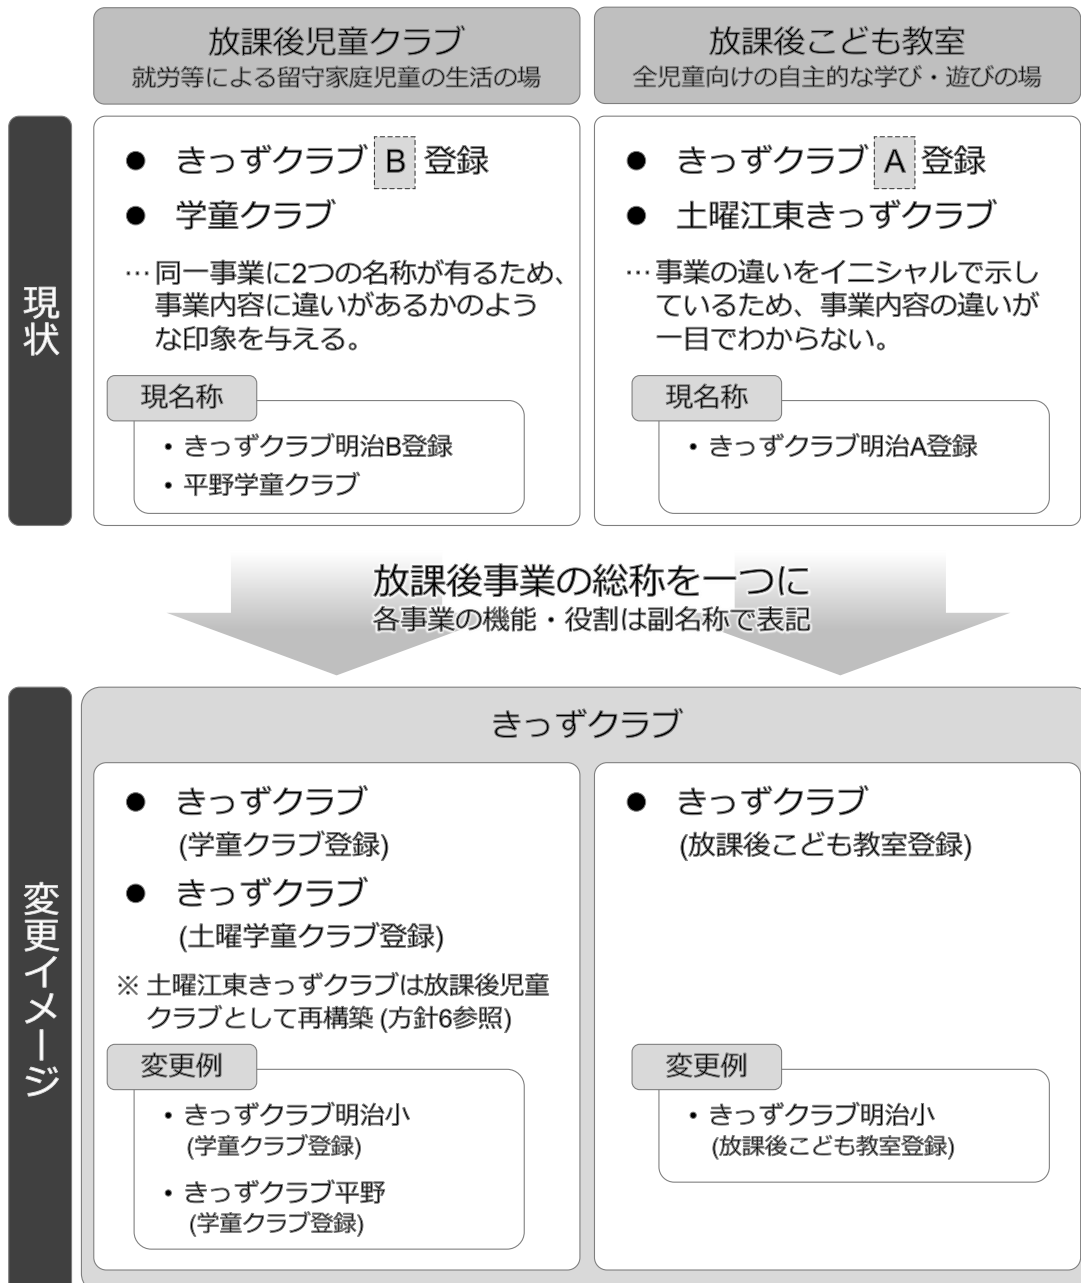 放課後児童クラブ
就労等による留守家庭児童の生活の場
放課後こども教室
全児童向けの自主的な学び・遊びの場
現状
● きっずクラブ B 登録
● 学童クラブ
… 同一事業に2つの名称が有るため、
事業内容に違いがあるかのよう
な印象を与える。
現名称
・きっずクラブ明治B登録
・平野学童クラブ
● きっずクラブ A 登録
● 土曜江東きっずクラブ
… 事業の違いをイニシャルで示し
ているため、事業内容の違いが
一目でわからない。
現名称
・きっずクラブ明治A登録
放課後事業の総称を一つに
各事業の機能・役割は副名称で表記
変更イメージ
きっずクラブ
● きっずクラブ
(学童クラブ登録)
● きっずクラブ
(土曜学童クラブ登録)
※ 土曜江東きっずクラブは放課後児童
クラブとして再構築 (方針6参照)
変更例
・きっずクラブ明治小
(学童クラブ登録)
・きっずクラブ平野
(学童クラブ登録)
● きっずクラブ
(放課後こども教室登録)
変更例
・きっずクラブ明治小
(放課後こども教室登録)